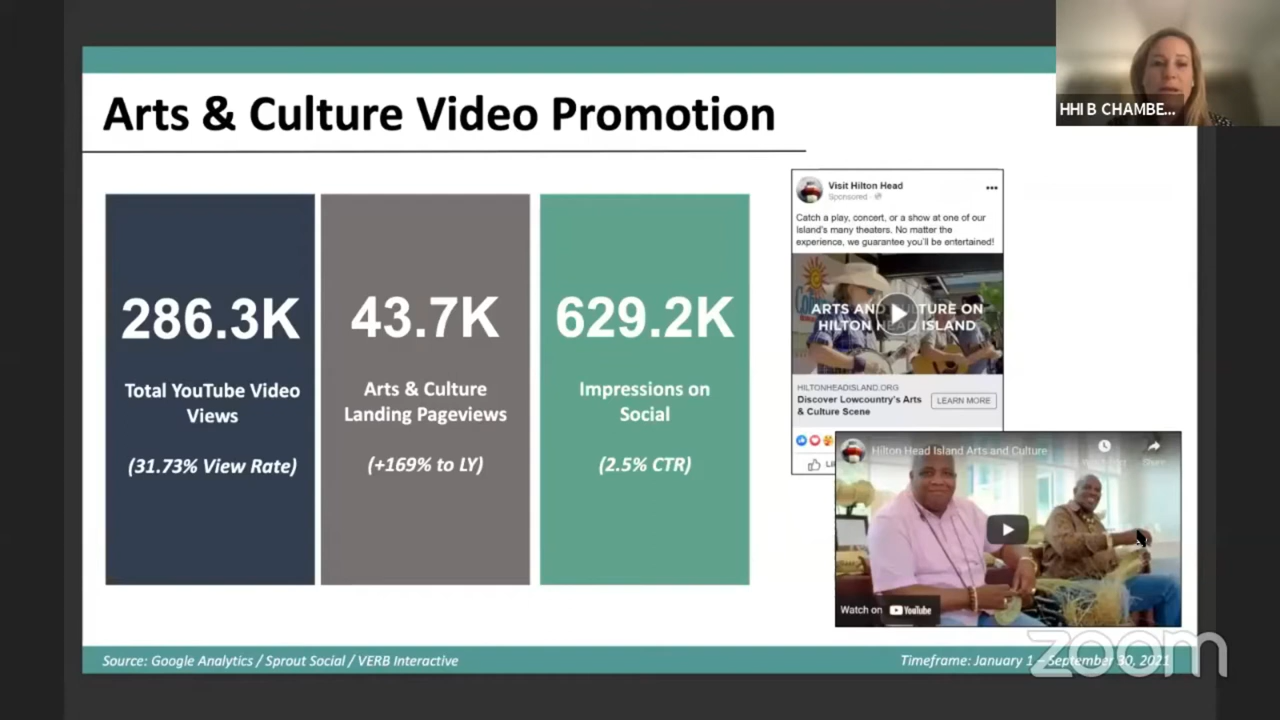 HHI B CHAMBE...
Arts & Culture Video Promotion
286.3K
Total YouTube Video
Views
(31.73% View Rate)
43.7K
Arts & Culture
Landing Pageviews
(+169% to LY)
629.2K
Impressions on
Social
(2.5% CTR)
Visit Hilton Head
Sponsored
Catch a play, concert, or a show at one of our
Island's many theaters. No matter the
experience, we guarantee you'll be entertained!
ARTS AND TURE ON
HILTON HEAD ISLAND
HILTONHEADISLAND.ORG
Discover Lowcountry's Arts
& Culture Scene
LEARN MORE
Hilton Head Island Arts and Culture
Share
Watch on YouTube
Source: Google Analytics / Sprout Social / VERB Interactive
Timeframe: January 1 – September 30, 2021
zoom